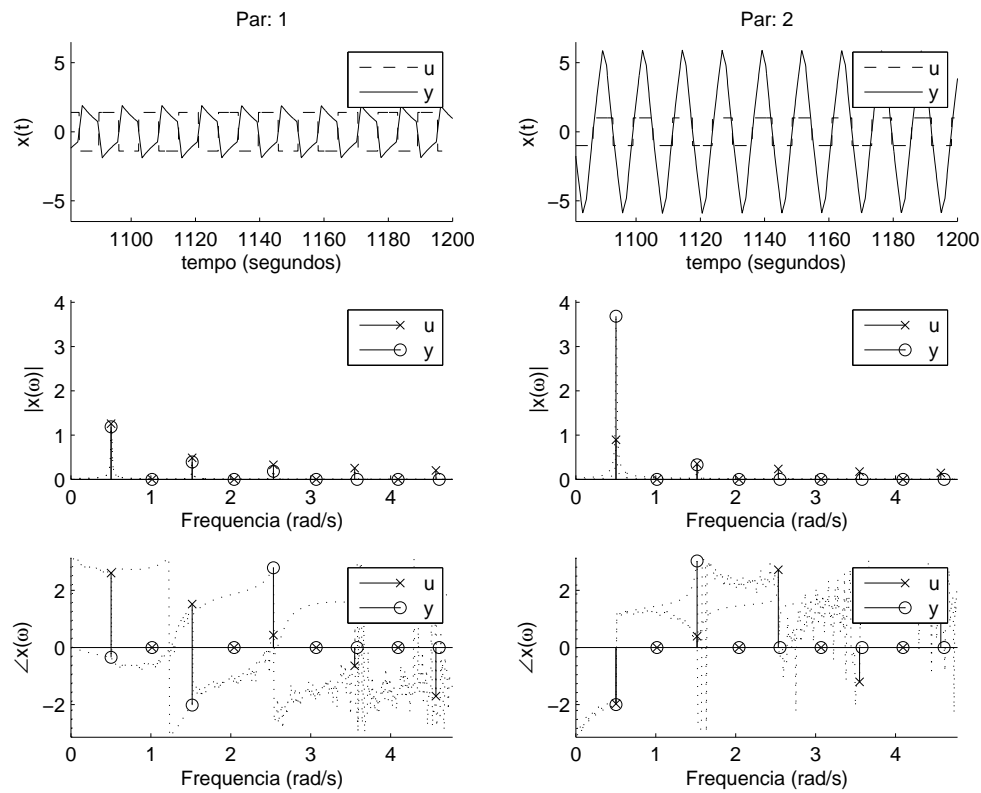 Par: 1
5
0
−5
x(t)
u
y
1100 1120 1140 1160 1180 1200
tempo (segundos)
Par: 2
5
0
−5
x(t)
u
y
1100 1120 1140 1160 1180 1200
tempo (segundos)
4
3
2
1
0
|x(ω)|
u
y
0 1 2 3 4
Frequencia (rad/s)
4
3
2
1
0
|x(ω)|
u
y
0 1 2 3 4
Frequencia (rad/s)
2
0
−2
∠x(ω)
u
y
0 1 2 3 4
Frequencia (rad/s)
2
0
−2
∠x(ω)
u
y
0 1 2 3 4
Frequencia (rad/s)